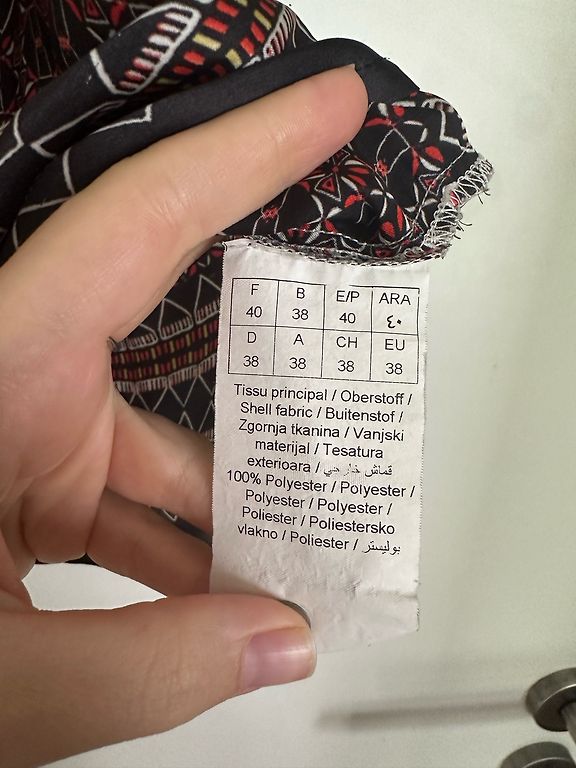 F B E/P ARA
40 38 40 ٤٠
D A CH EU
38 38 38 38
Tissu principal / Oberstoff /
Shell fabric / Buitenstof /
Zgornja tkanina / Vanjski
materijal / Tesatura
exterioara / قماش خارجي
100% Polyester / Polyester /
Polyester / Polyester /
Poliester / Poliestersko
vlakno / Poliester / بوليستر